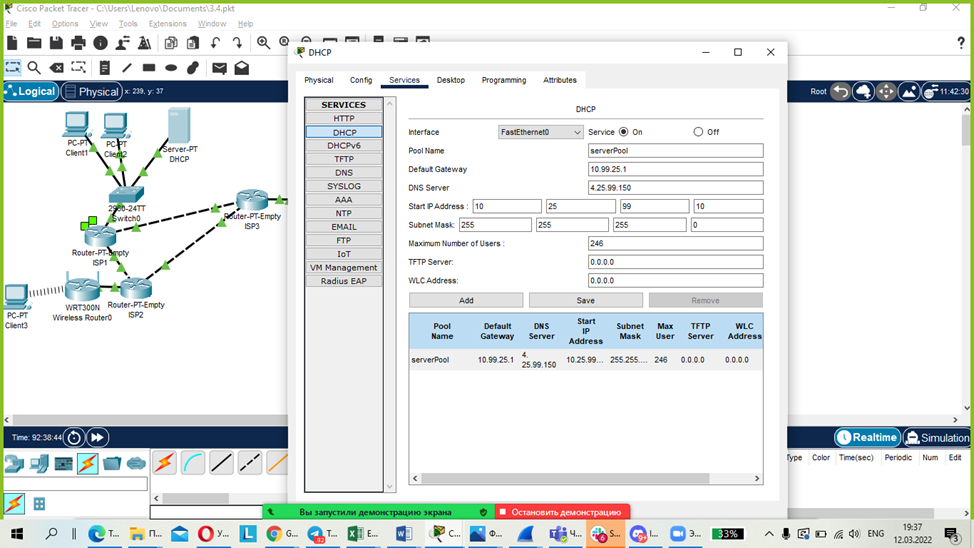 Cisco Packet Tracer - C:\Users\Lenovo\Documents\3.4.pkt
File Edit Options View Tools Extensions Window Help
Logical Physical x: 239, y: 37
Root 11:42:30
PC-PT
Client1
PC-PT
Client2
Server-PT
DHCP
2960-24TT
Switch0
Router-PT-Empty
ISP3
Router-PT-Empty
ISP1
PC-PT
Client3
WRT300N
Wireless Router0
Router-PT-Empty
ISP2
DHCP
Physical Config Services Desktop Programming Attributes
SERVICES
HTTP
DHCP
DHCPv6
TFTP
DNS
SYSLOG
AAA
NTP
EMAIL
FTP
IoT
VM Management
Radius EAP
DHCP
Interface FastEthernet0 Service On Off
Pool Name serverPool
Default Gateway 10.99.25.1
DNS Server 4.25.99.150
Start IP Address : 10 25 99 10
Subnet Mask: 255 255 255 0
Maximum Number of Users : 246
TFTP Server: 0.0.0.0
WLC Address: 0.0.0.0
Add Save Remove
Pool Name Default Gateway DNS Server Start IP Address Subnet Mask Max User TFTP Server WLC Address
serverPool 10.99.25.1 4.25.99.150 10.25.99... 255.255.... 246 0.0.0.0 0.0.0.0
Time: 92:38:44
Realtime Simulation
Type Color Time(sec) Periodic Num Edit
Вы запустили демонстрацию экрана Остановить демонстрацию
Т... П... У... G... Т... E... W... С... Ф... Ч... S... I... Э...
33% ENG 19:37
12.03.2022